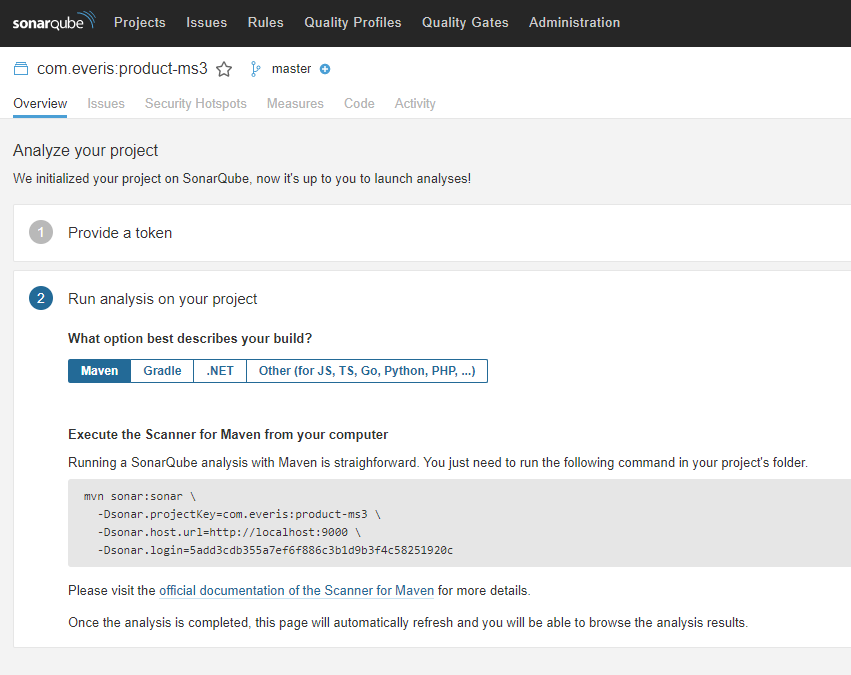 sonarqube Projects Issues Rules Quality Profiles Quality Gates Administration
com.everis:product-ms3 master
Overview Issues Security Hotspots Measures Code Activity
Analyze your project
We initialized your project on SonarQube, now it's up to you to launch analyses!
1 Provide a token
2 Run analysis on your project
What option best describes your build?
Maven Gradle .NET Other (for JS, TS, Go, Python, PHP, ...)
Execute the Scanner for Maven from your computer
Running a SonarQube analysis with Maven is straighforward. You just need to run the following command in your project's folder.
mvn sonar:sonar \
-Dsonar.projectKey=com.everis:product-ms3 \
-Dsonar.host.url=http://localhost:9000 \
-Dsonar.login=5add3cdb355a7ef6f886c3b1d9b3f4c58251920c
Please visit the official documentation of the Scanner for Maven for more details.
Once the analysis is completed, this page will automatically refresh and you will be able to browse the analysis results.